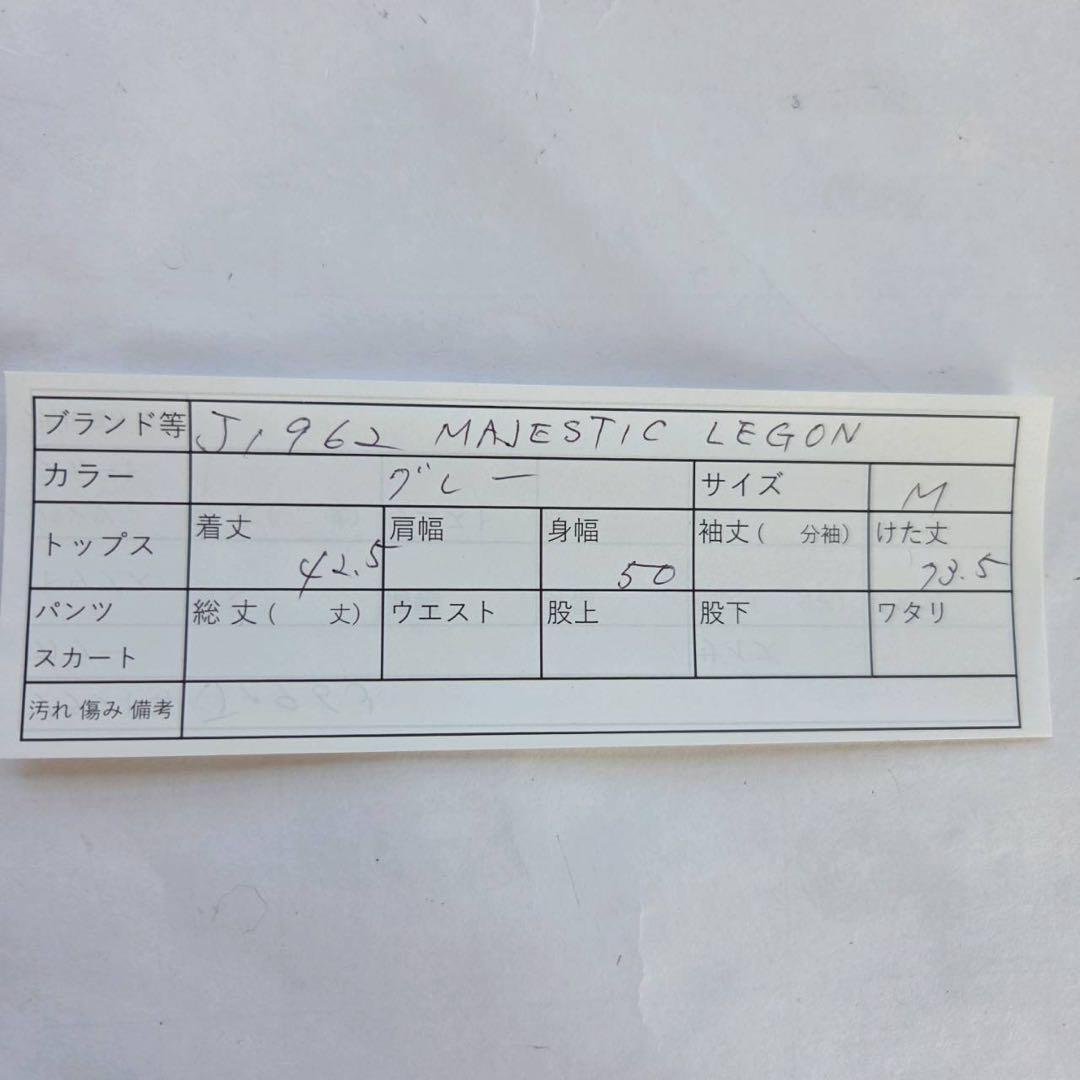 ブランド等 J1962 MAJESTIC LEGON
カラー グレー サイズ M
トップス 着丈 42.5 肩幅 身幅 50 袖丈( 分袖) けた丈 73.5
パンツ スカート 総丈( 丈) ウエスト 股上 股下 ワタリ
汚れ 傷み 備考